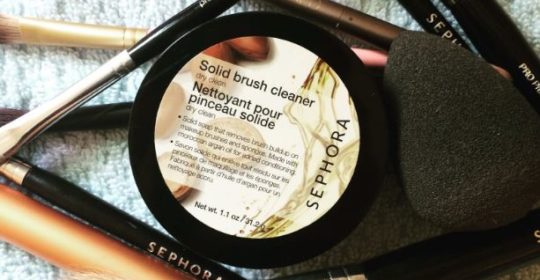 Solid brush cleaner
dry clean
Nettoyant pour
pinceau solide
dry clean
• Solid soap that removes brush buildup on
makeup brushes and sponges. Made with
moroccan argan oil for added conditioning.
• Savon solide qui enlève tout résidu sur les
pinceaux de maquillage et les éponges.
Fabriqué à partir d'huile d'argan pour un
nettoyage accru.
Net wt. 1.1 oz / 31.2 g
SEPHORA
SEPHORA
SEPHORA
PRO